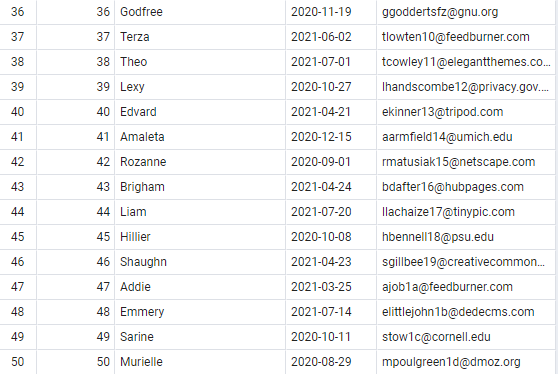 36 36 Godfree 2020-11-19 ggoddertsfz@gnu.org
37 37 Terza 2021-06-02 tlowten10@feedburner.com
38 38 Theo 2021-07-01 tcowley11@elegantthemes.co...
39 39 Lexy 2020-10-27 lhandscombe12@privacy.gov....
40 40 Edvard 2021-04-21 ekinner13@tripod.com
41 41 Amaleta 2020-12-15 aarmfield14@umich.edu
42 42 Rozanne 2020-09-01 rmatusiak15@netscape.com
43 43 Brigham 2021-04-24 bdafter16@hubpages.com
44 44 Liam 2021-07-20 llachaize17@tinypic.com
45 45 Hillier 2020-10-08 hbennell18@psu.edu
46 46 Shaughn 2021-04-23 sgillbee19@creativecommon...
47 47 Addie 2021-03-25 ajob1a@feedburner.com
48 48 Emmery 2021-07-14 elittlejohn1b@dedecms.com
49 49 Sarine 2020-10-11 stow1c@cornell.edu
50 50 Murielle 2020-08-29 mpoulgreen1d@dmoz.org